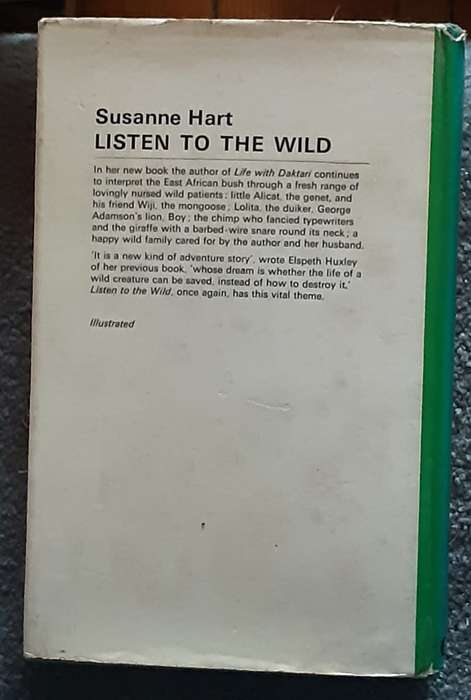 Susanne Hart
LISTEN TO THE WILD
In her new book the author of Life with Daktari continues
to interpret the East African bush through a fresh range of
lovingly nursed wild patients: little Alicat, the genet, and
his friend Wiji, the mongoose; Lolita, the duiker, George
Adamson's lion, Boy; the chimp who fancied typewriters
and the giraffe with a barbed-wire snare round its neck; a
happy wild family cared for by the author and her husband.
'It is a new kind of adventure story', wrote Elspeth Huxley
of her previous book, 'whose dream is whether the life of a
wild creature can be saved, instead of how to destroy it.'
Listen to the Wild, once again, has this vital theme.
Illustrated